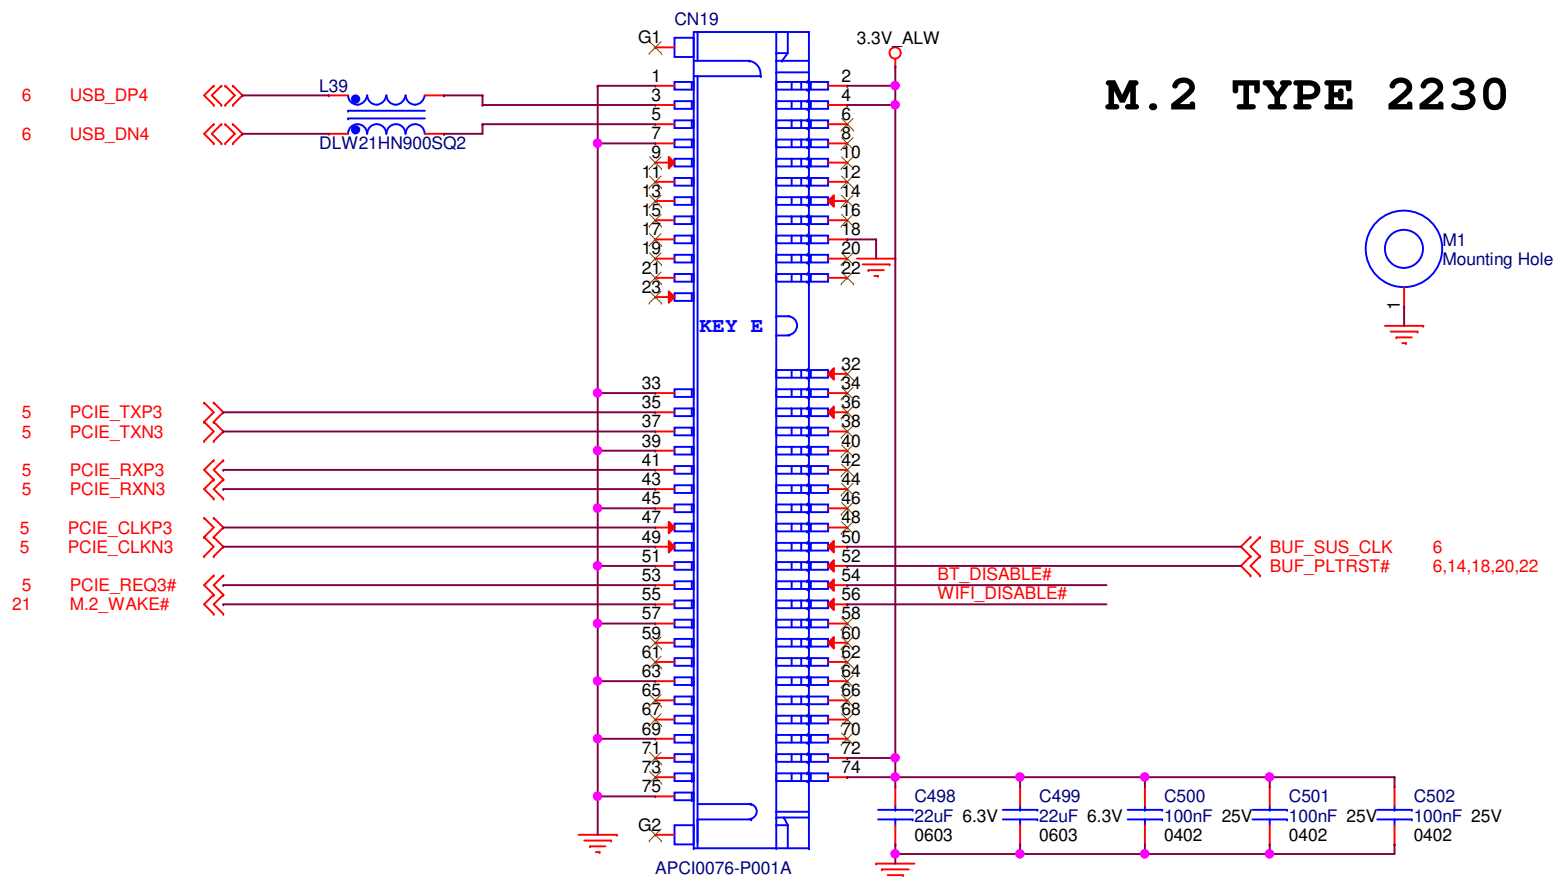 CN19
G1
3.3V_ALW
M.2 TYPE 2230
1 2
3 4
5 6
7 8
9 10
11 12
13 14
15 16
17 18
19 20
21 22
23
6 USB_DP4
L39
6 USB_DN4
DLW21HN900SQ2
M1
Mounting Hole
1
KEY E
32
33 34
35 36
37 38
39 40
41 42
43 44
45 46
47 48
49 50
51 52
53 54
55 56
57 58
59 60
61 62
63 64
65 66
67 68
69 70
71 72
73 74
75
5 PCIE_TXP3
5 PCIE_TXN3
5 PCIE_RXP3
5 PCIE_RXN3
5 PCIE_CLKP3
5 PCIE_CLKN3
5 PCIE_REQ3#
21 M.2_WAKE#
BUF_SUS_CLK 6
BUF_PLTRST# 6,14,18,20,22
BT_DISABLE#
WIFI_DISABLE#
G2
APCI0076-P001A
C498
22uF 6.3V
0603
C499
22uF 6.3V
0603
C500
100nF 25V
0402
C501
100nF 25V
0402
C502
100nF 25V
0402